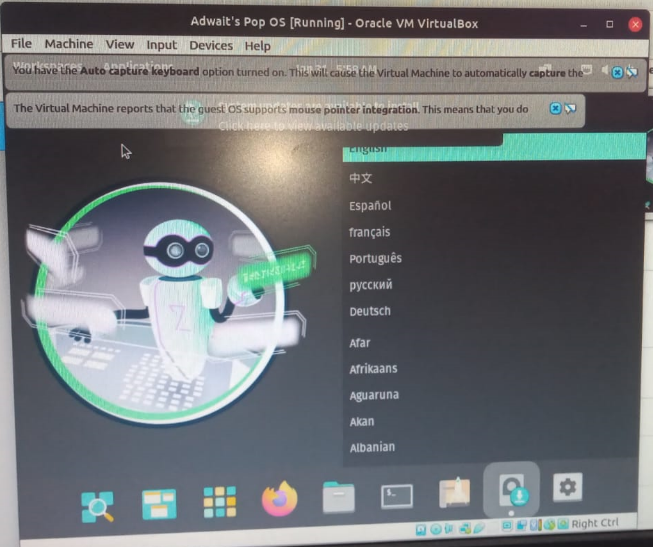 Adwait's Pop OS [Running] - Oracle VM VirtualBox
File Machine View Input Devices Help
Workspaces Applications
You have the Auto capture keyboard option turned on. This will cause the Virtual Machine to automatically capture the
The Virtual Machine reports that the guest OS supports mouse pointer integration. This means that you do
Click here to view available updates
English
中文
Español
français
Português
русский
Deutsch
Afar
Afrikaans
Aguaruna
Akan
Albanian
Right Ctrl